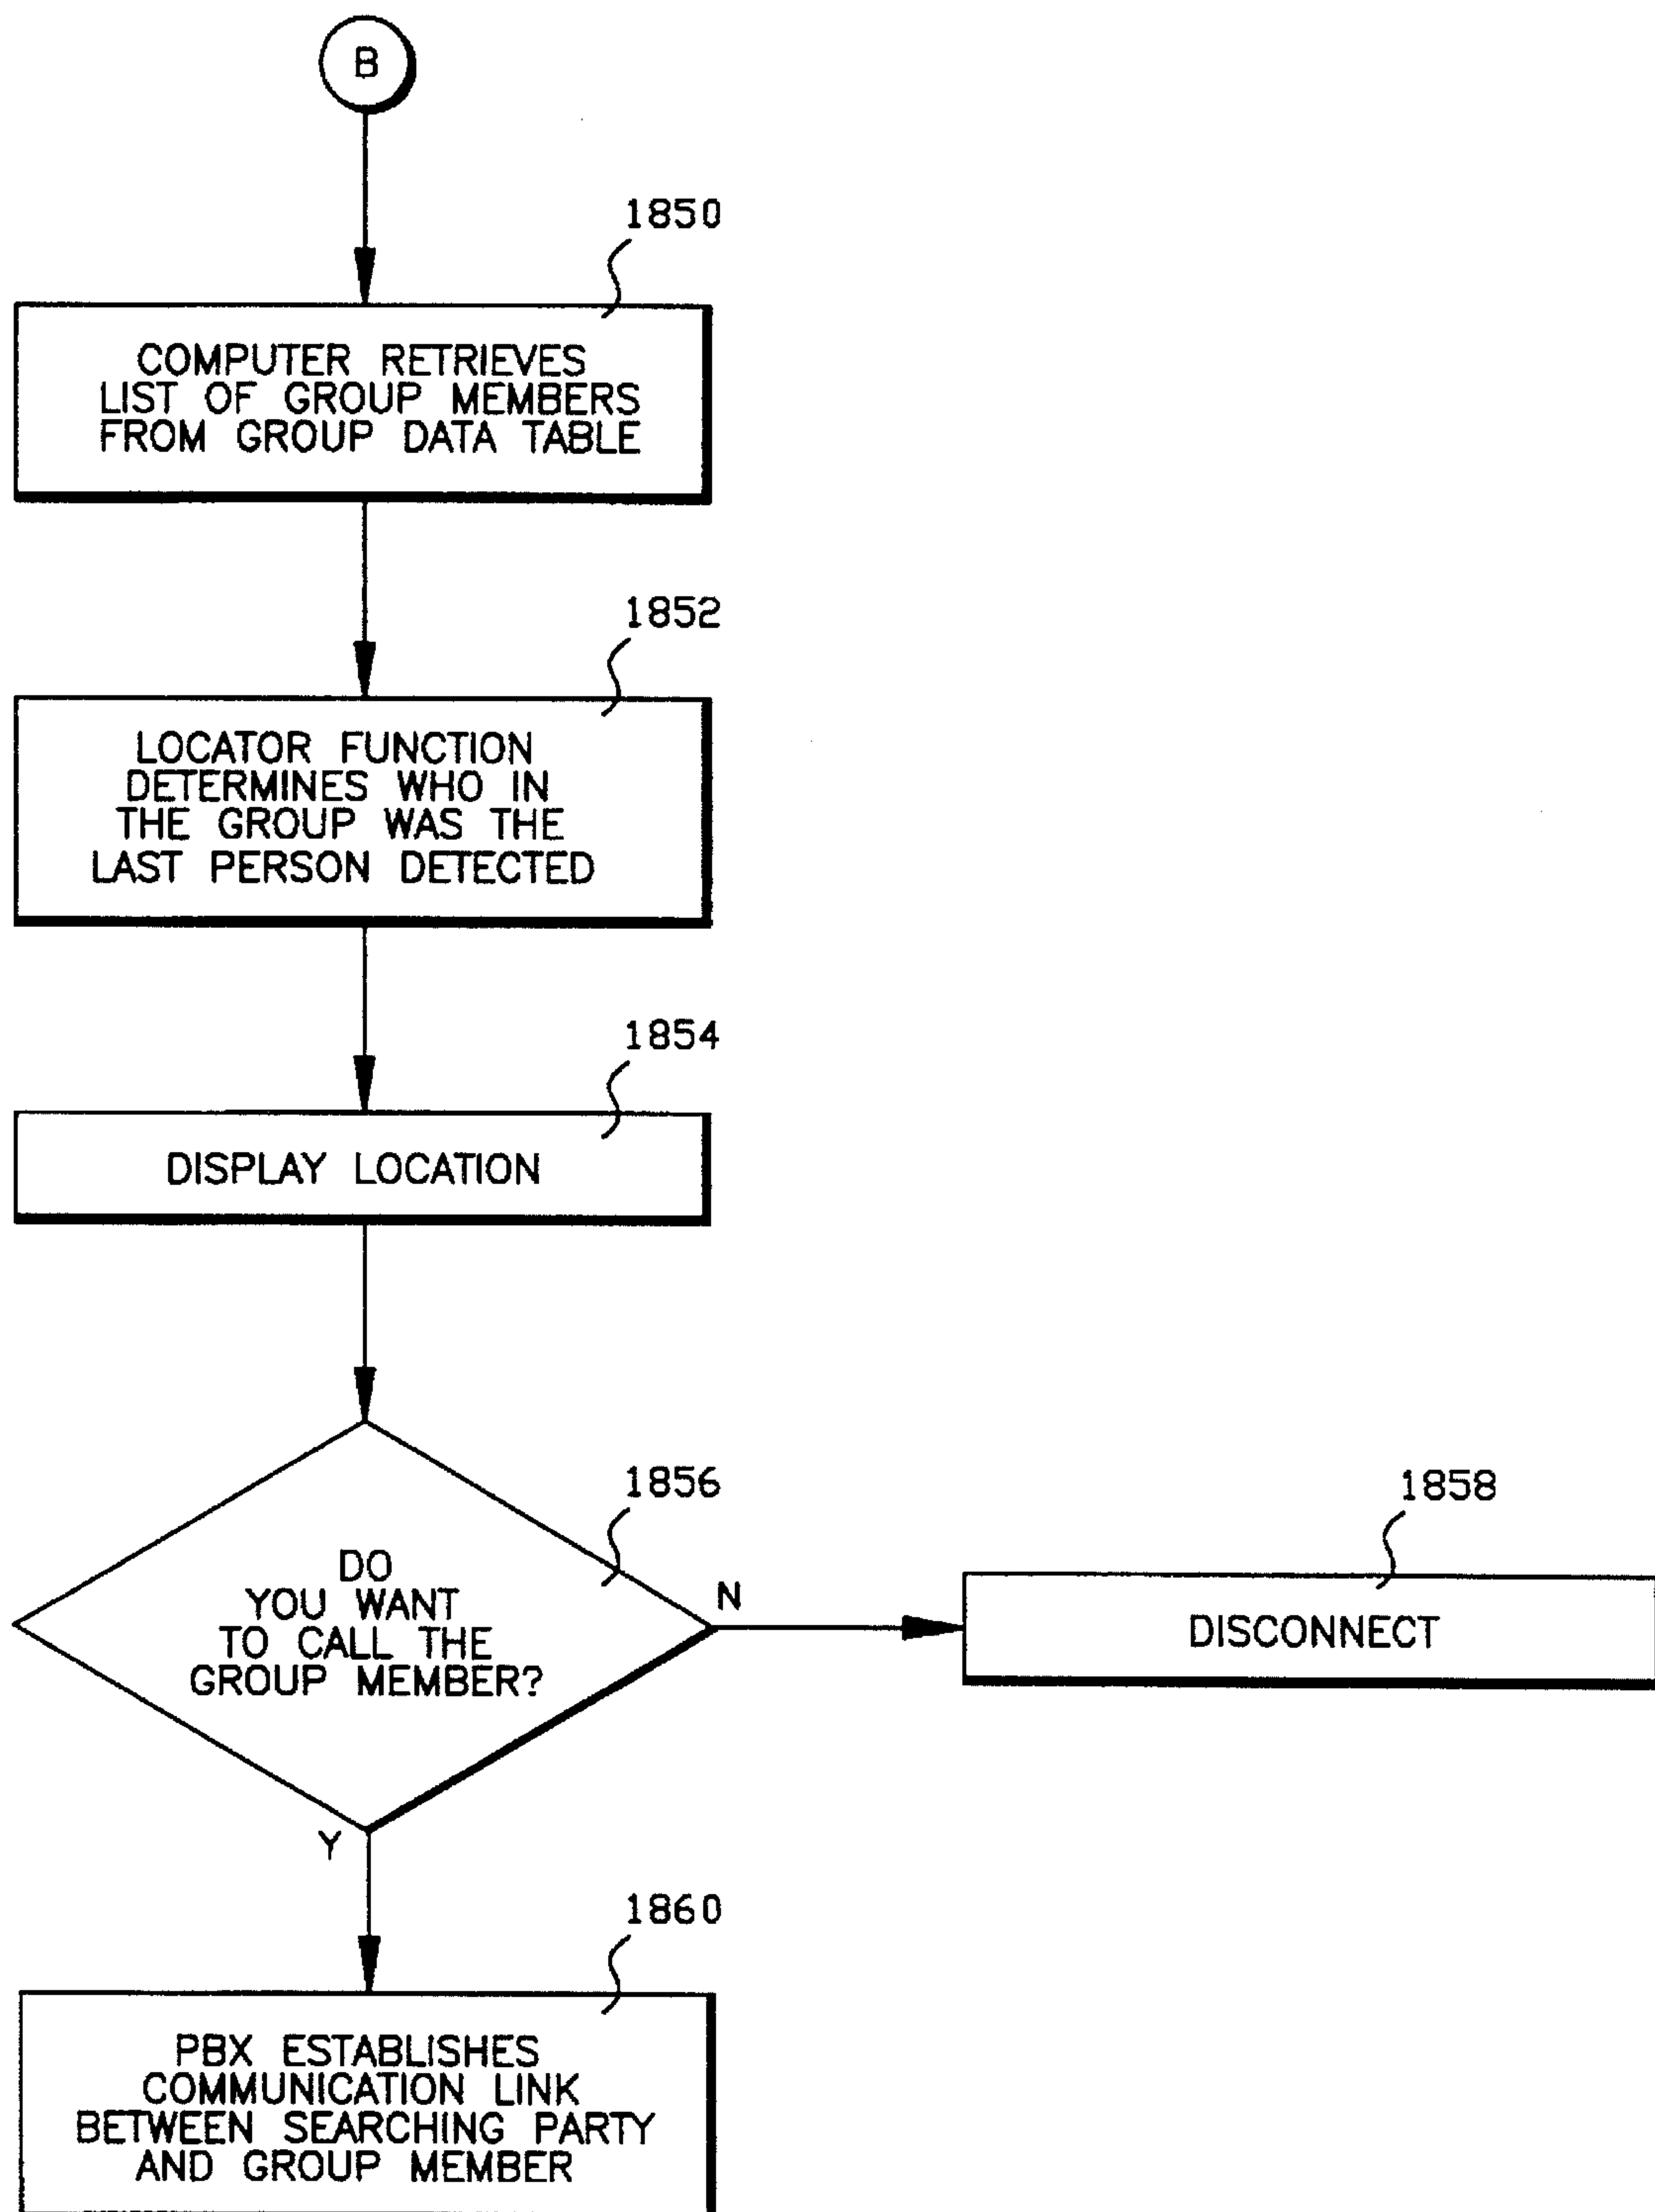 B
1850
COMPUTER RETRIEVES
LIST OF GROUP MEMBERS
FROM GROUP DATA TABLE
1852
LOCATOR FUNCTION
DETERMINES WHO IN
THE GROUP WAS THE
LAST PERSON DETECTED
1854
DISPLAY LOCATION
1856
DO
YOU WANT
TO CALL THE
GROUP MEMBER?
N
1858
DISCONNECT
Y
1860
PBX ESTABLISHES
COMMUNICATION LINK
BETWEEN SEARCHING PARTY
AND GROUP MEMBER